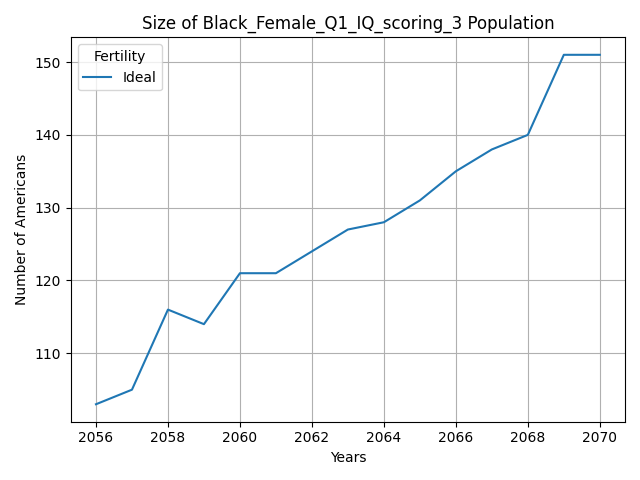 Size of Black_Female_Q1_IQ_scoring_3 Population
Fertility
Ideal
Number of Americans
150
140
130
120
110
2056 2058 2060 2062 2064 2066 2068 2070
Years